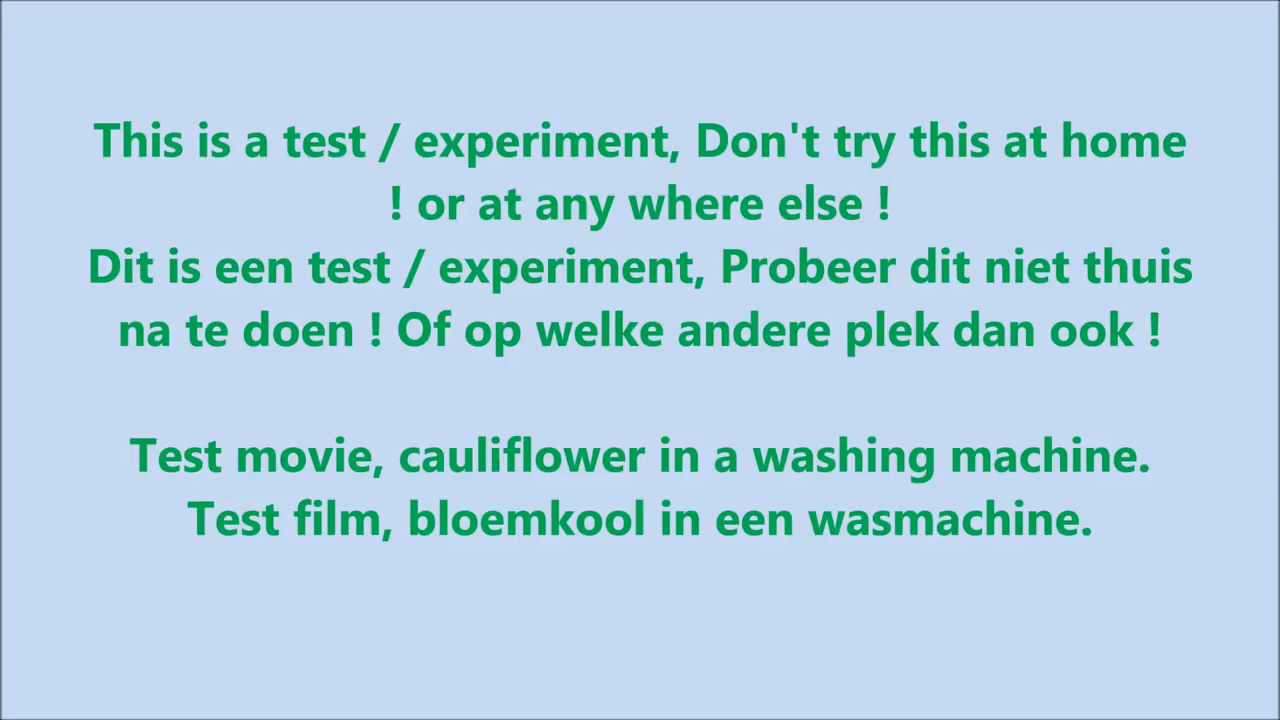 This is a test / experiment, Don't try this at home
! or at any where else !
Dit is een test / experiment, Probeer dit niet thuis
na te doen ! Of op welke andere plek dan ook !
Test movie, cauliflower in a washing machine.
Test film, bloemkool in een wasmachine.